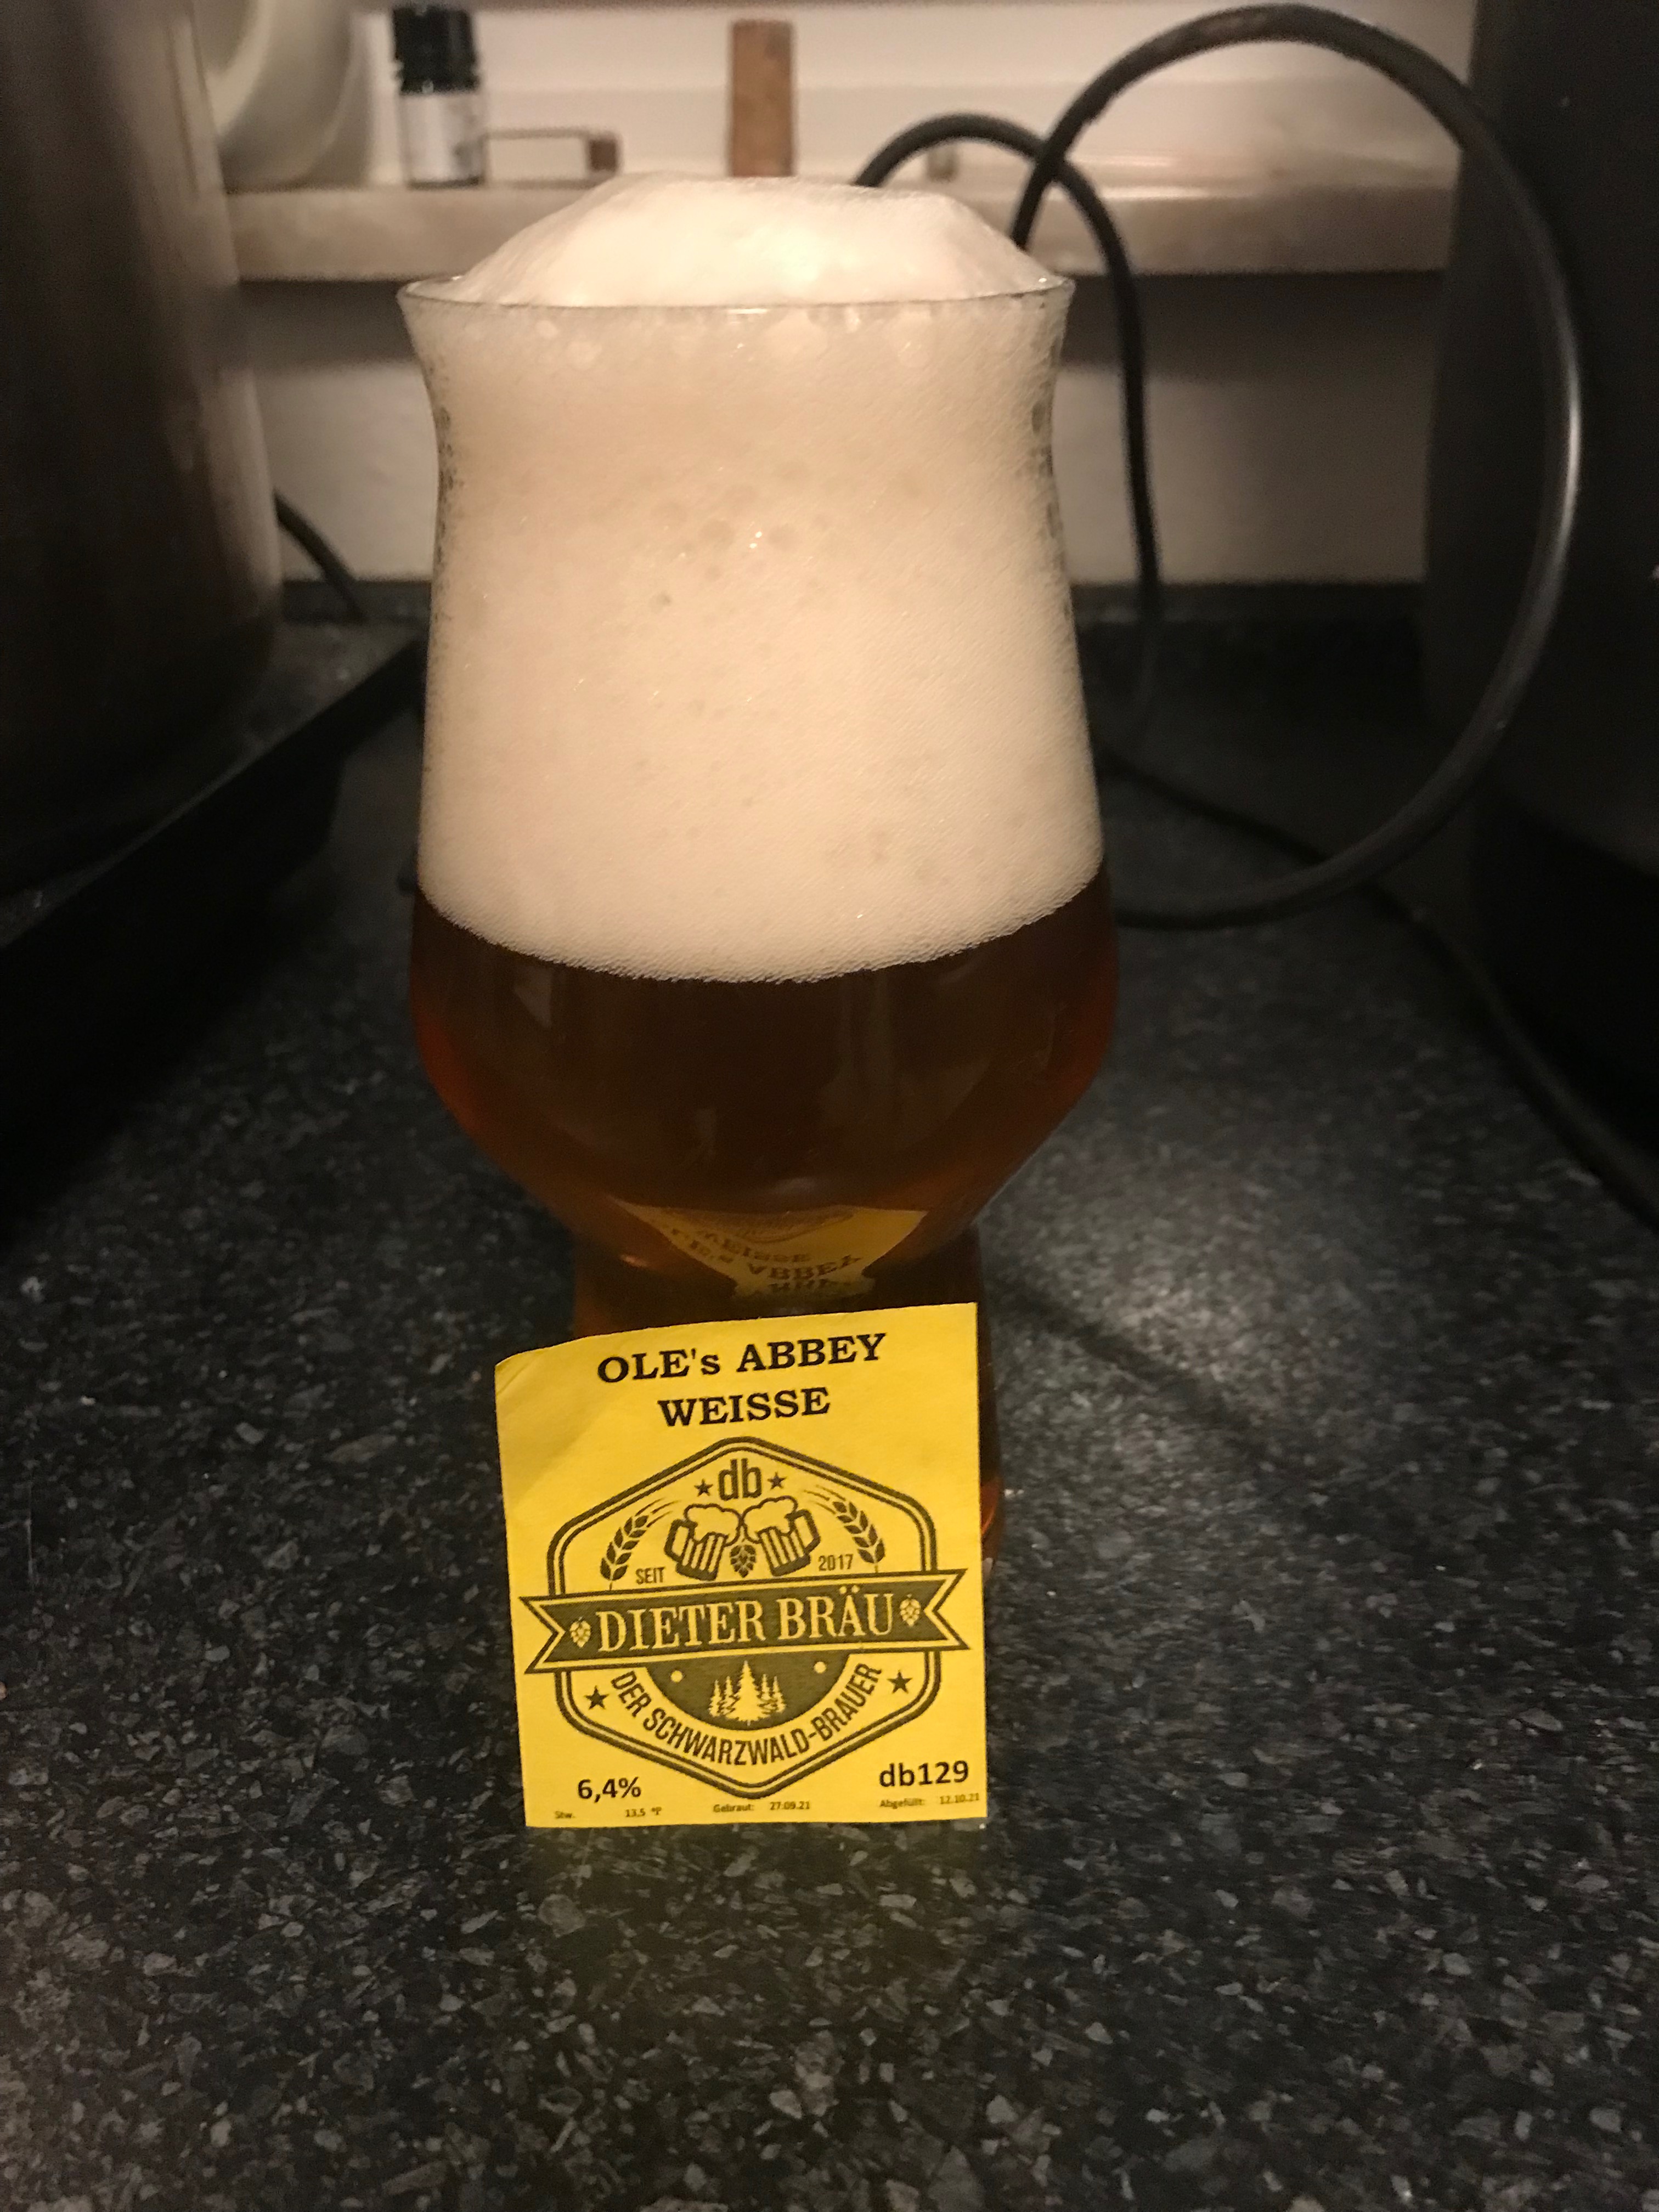 OLE's ABBEY
WEISSE
db
SEIT 2017
DIETER BRÄU
DER SCHWARZWALD-BRAUER
6,4% db129
Stw. 13,5 °P Gebraut: 27.09.21 Abgefüllt: 12.10.21